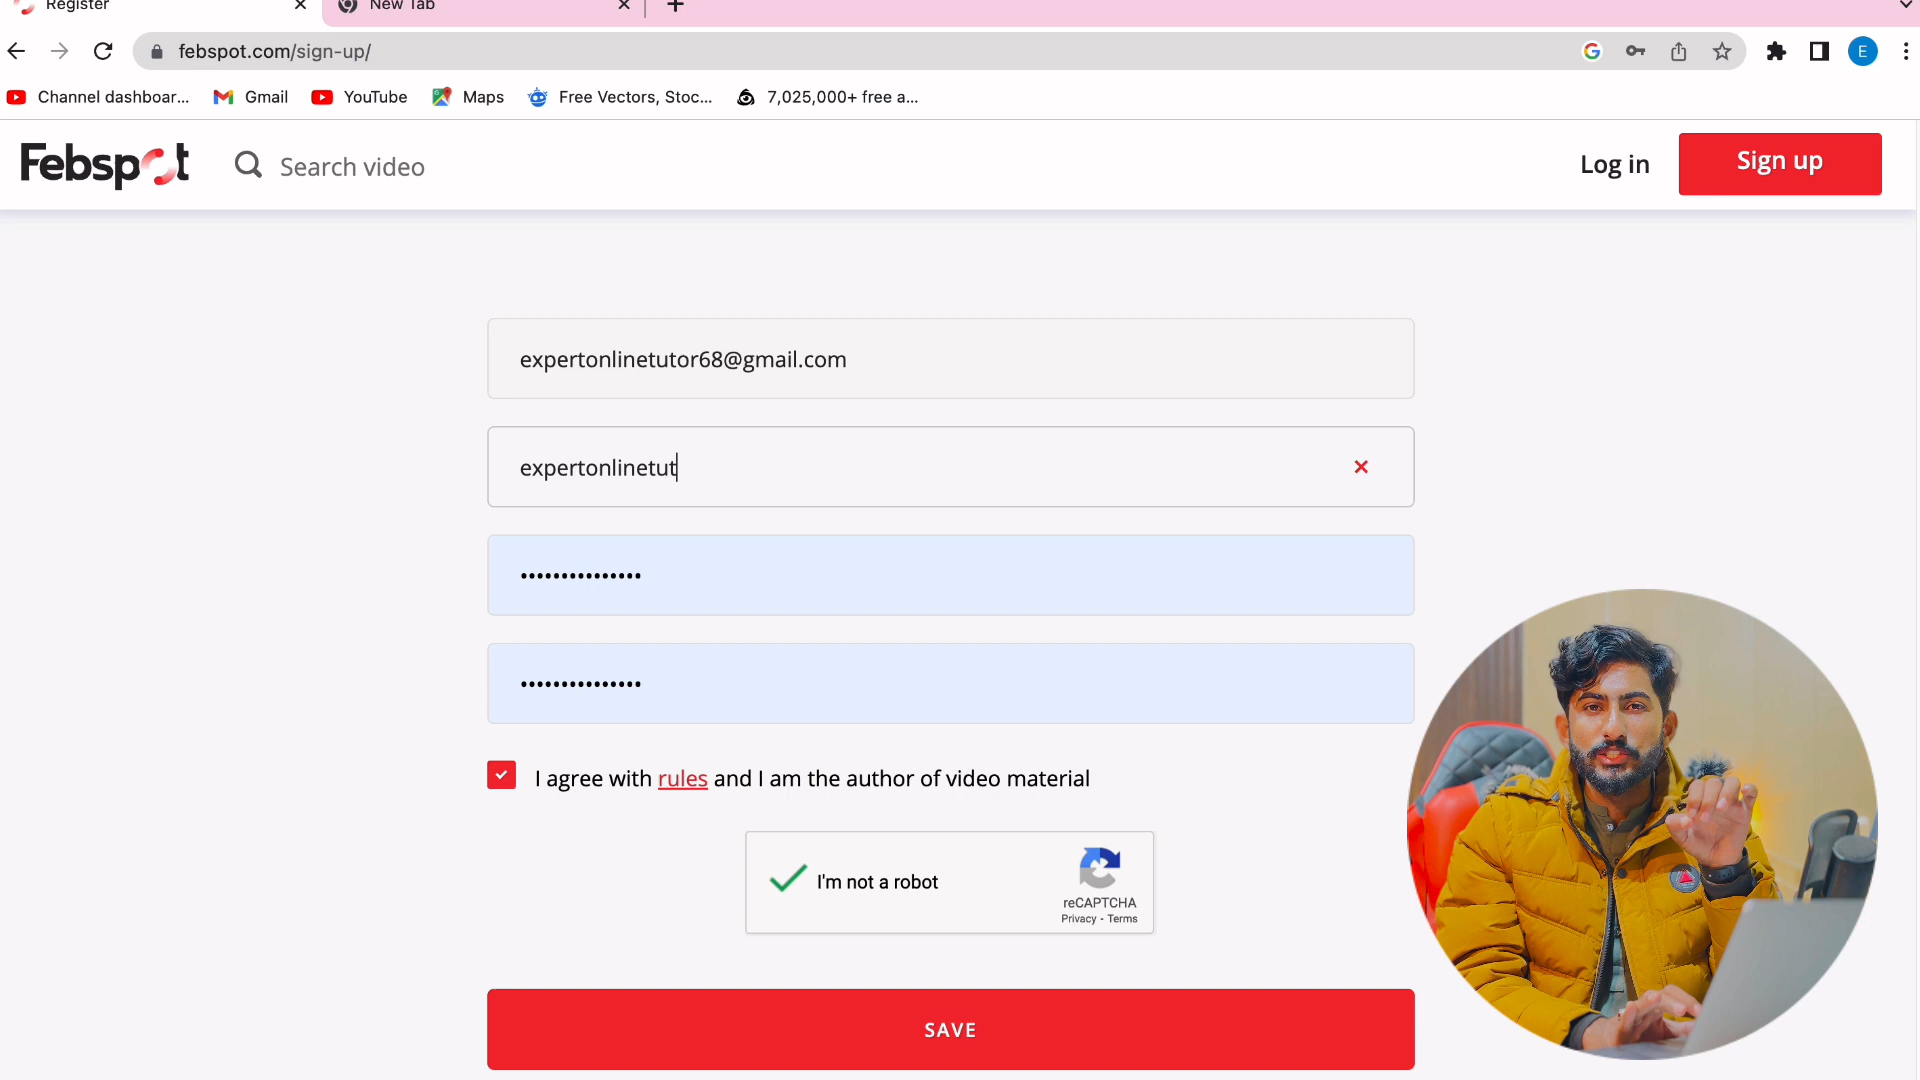 Register
New Tab
febspot.com/sign-up/
E
Channel dashboar...
Gmail
YouTube
Maps
Free Vectors, Stoc...
7,025,000+ free a...
Febspot
Search video
Log in
Sign up
expertonlinetutor68@gmail.com
expertonlinetut
I agree with rules and I am the author of video material
I'm not a robot
reCAPTCHA
Privacy - Terms
SAVE